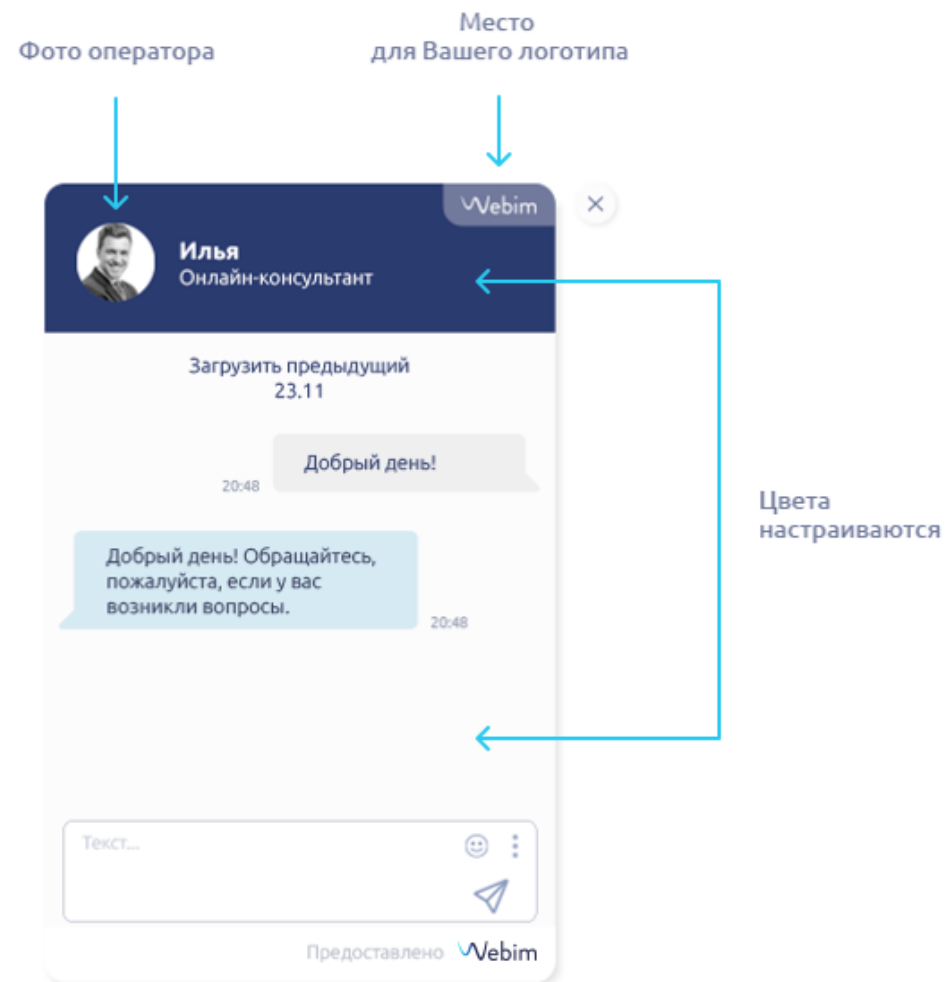 Место
для Вашего логотипа
Фото оператора
Webim
Илья
Онлайн-консультант
Загрузить предыдущий
23.11
Добрый день!
20:48
Добрый день! Обращайтесь,
пожалуйста, если у вас
возникли вопросы.
20:48
Цвета
настраиваются
Текст...
Предоставлено Webim